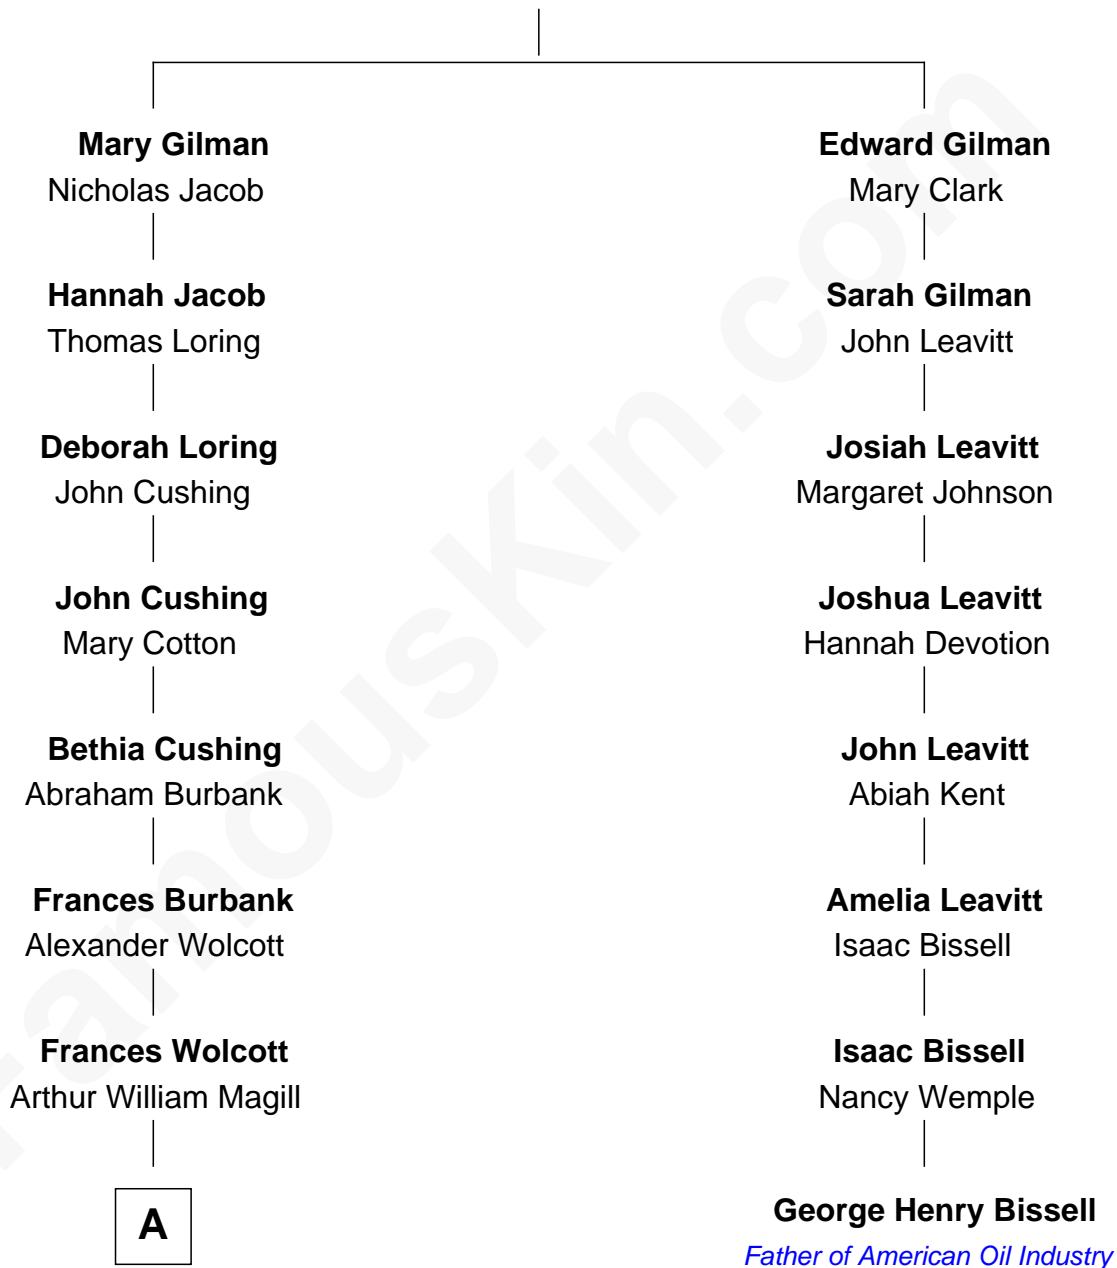 Mary Gilman
Nicholas Jacob
Hannah Jacob
Thomas Loring
Deborah Loring
John Cushing
John Cushing
Mary Cotton
Bethia Cushing
Abraham Burbank
Frances Burbank
Alexander Wolcott
Frances Wolcott
Arthur William Magill
A
Edward Gilman
Mary Clark
Sarah Gilman
John Leavitt
Josiah Leavitt
Margaret Johnson
Joshua Leavitt
Hannah Devotion
John Leavitt
Abiah Kent
Amelia Leavitt
Isaac Bissell
Isaac Bissell
Nancy Wemple
George Henry Bissell
Father of American Oil Industry
FamousKin.com